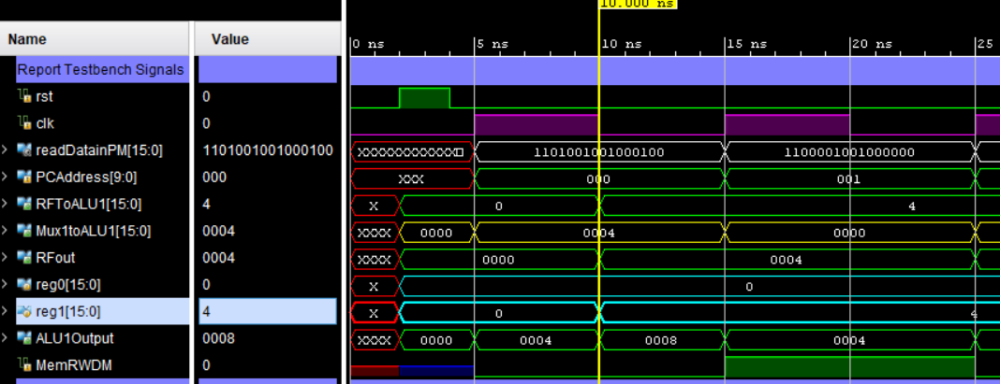 10.000 ns
Name Value 0 ns 5 ns 10 ns 15 ns 20 ns 25
Report Testbench Signals
rst 0
clk 0
readDatainPM[15:0] 1101001001000100 XXXXXXXXXXXXX 1101001001000100 1100001001000000
PCAddress[9:0] 000 XXX 000 001
RFToALU1[15:0] 4 X 0 4
Mux1toALU1[15:0] 0004 XXXX 0000 0004 0000
RFout 0004 XXXX 0000 0004
reg0[15:0] 0 X 0
reg1[15:0] 4 X 0 4
ALU1Output 0008 XXXX 0000 0004 0008 0004
MemRWDM 0